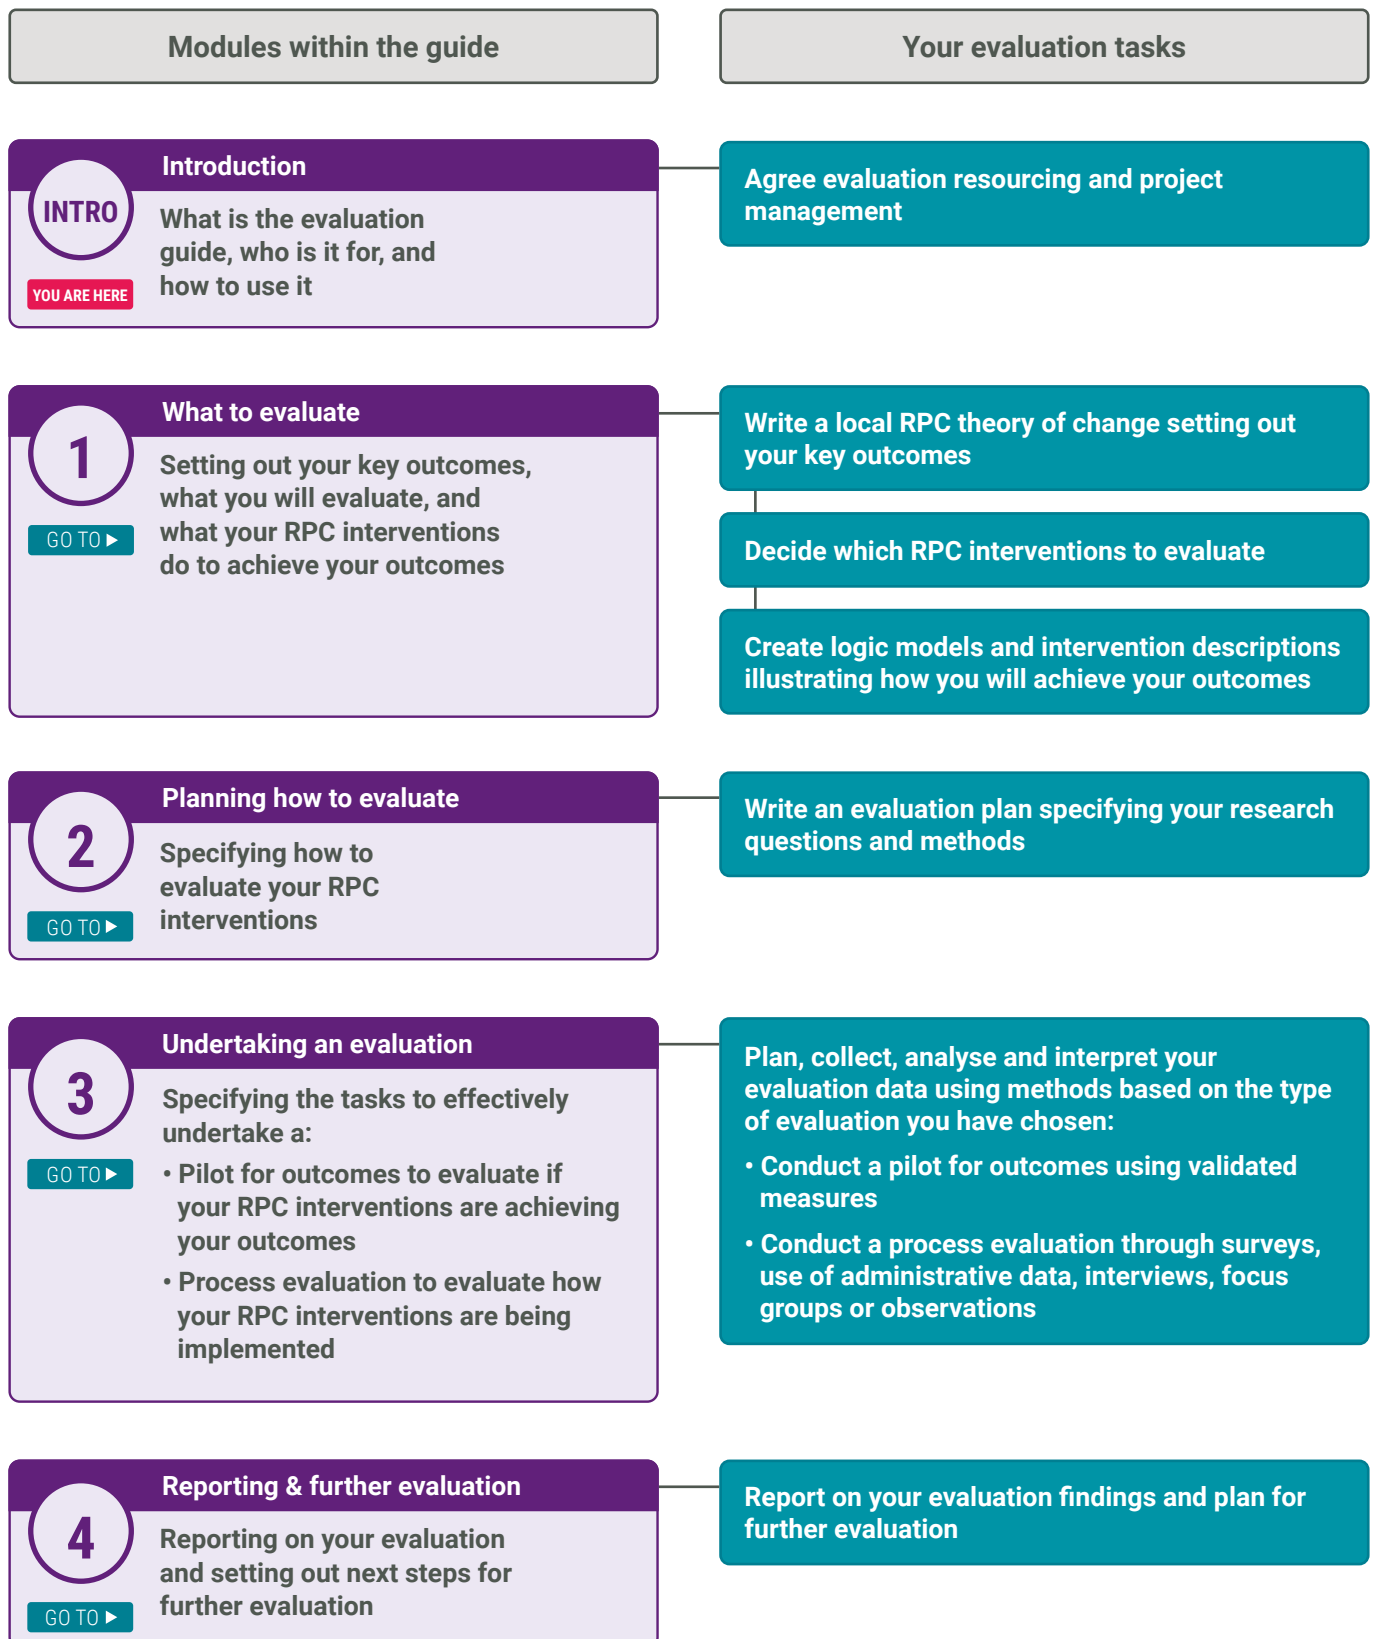 Modules within the guide
Your evaluation tasks
Introduction
INTRO
YOU ARE HERE
What is the evaluation
guide, who is it for, and
how to use it
Agree evaluation resourcing and project
management
What to evaluate
1
GO TO ▶
Setting out your key outcomes,
what you will evaluate, and
what your RPC interventions
do to achieve your outcomes
Write a local RPC theory of change setting out
your key outcomes
Decide which RPC interventions to evaluate
Create logic models and intervention descriptions
illustrating how you will achieve your outcomes
Planning how to evaluate
2
GO TO ▶
Specifying how to
evaluate your RPC
interventions
Write an evaluation plan specifying your research
questions and methods
Undertaking an evaluation
3
GO TO ▶
Specifying the tasks to effectively
undertake a:
• Pilot for outcomes to evaluate if
your RPC interventions are achieving
your outcomes
• Process evaluation to evaluate how
your RPC interventions are being
implemented
Plan, collect, analyse and interpret your
evaluation data using methods based on the type
of evaluation you have chosen:
• Conduct a pilot for outcomes using validated
measures
• Conduct a process evaluation through surveys,
use of administrative data, interviews, focus
groups or observations
Reporting & further evaluation
4
GO TO ▶
Reporting on your evaluation
and setting out next steps for
further evaluation
Report on your evaluation findings and plan for
further evaluation